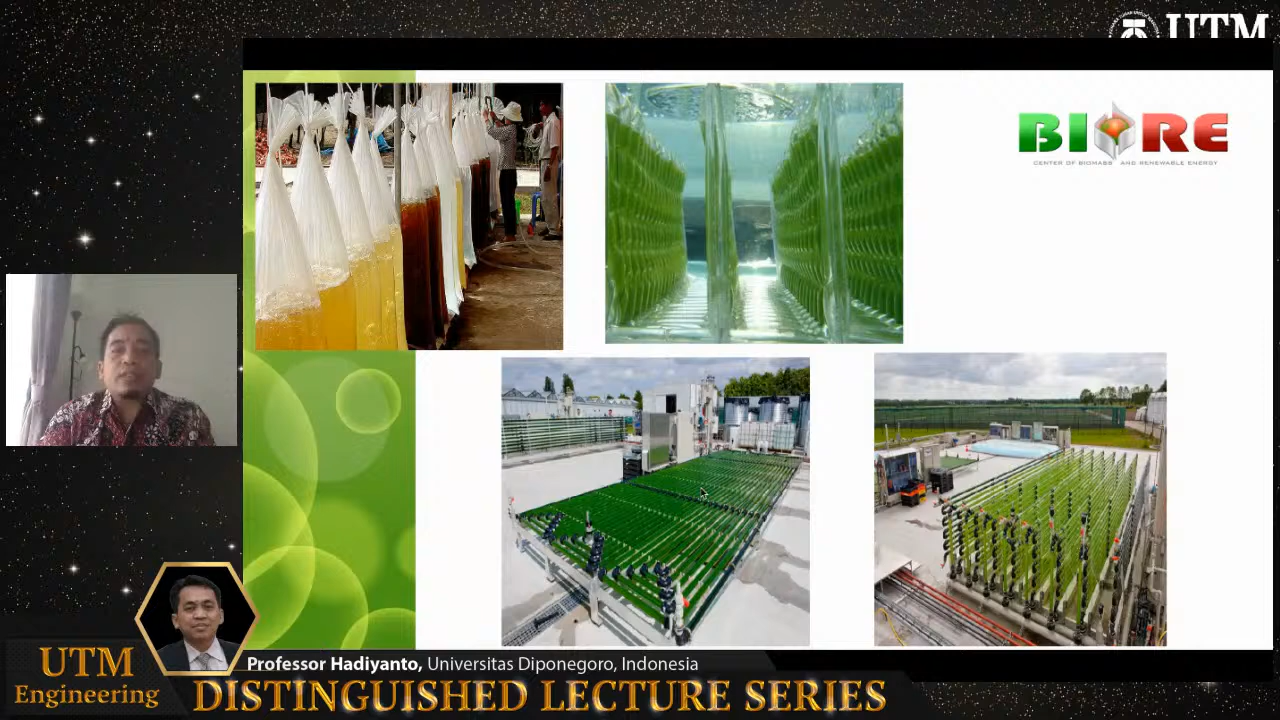 UTM
BIORE
CENTER OF BIOMASS AND RENEWABLE ENERGY
Professor Hadiyanto, Universitas Diponegoro, Indonesia
UTM
Engineering
DISTINGUISHED LECTURE SERIES